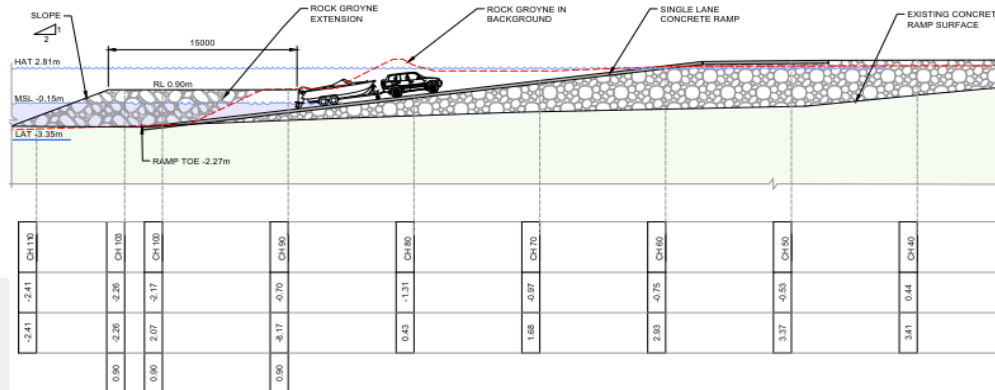 SLOPE
1
2
15000
ROCK GROYNE
EXTENSION
ROCK GROYNE IN
BACKGROUND
SINGLE LANE
CONCRETE RAMP
EXISTING CONCRET
RAMP SURFACE
HAT 2.81m
RL 0.90m
MSL -0.15m
LAT -3.35m
RAMP TOE -2.27m
CH 110
CH 103
CH 100
CH 90
CH 80
CH 70
CH 60
CH 50
CH 40
-2.41
-2.26
-2.17
-0.70
-1.31
-0.97
-0.75
-0.53
0.44
-2.41
-2.26
2.07
-8.17
0.43
1.68
2.93
3.37
3.41
0.90
0.90
0.90